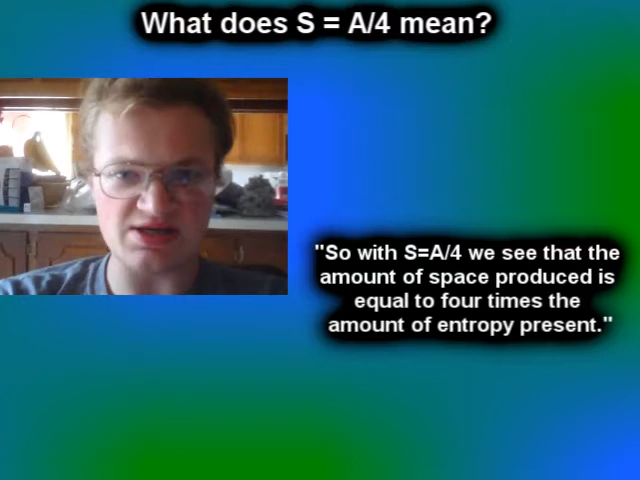 What does S = A/4 mean?
"So with S=A/4 we see that the
amount of space produced is
equal to four times the
amount of entropy present."